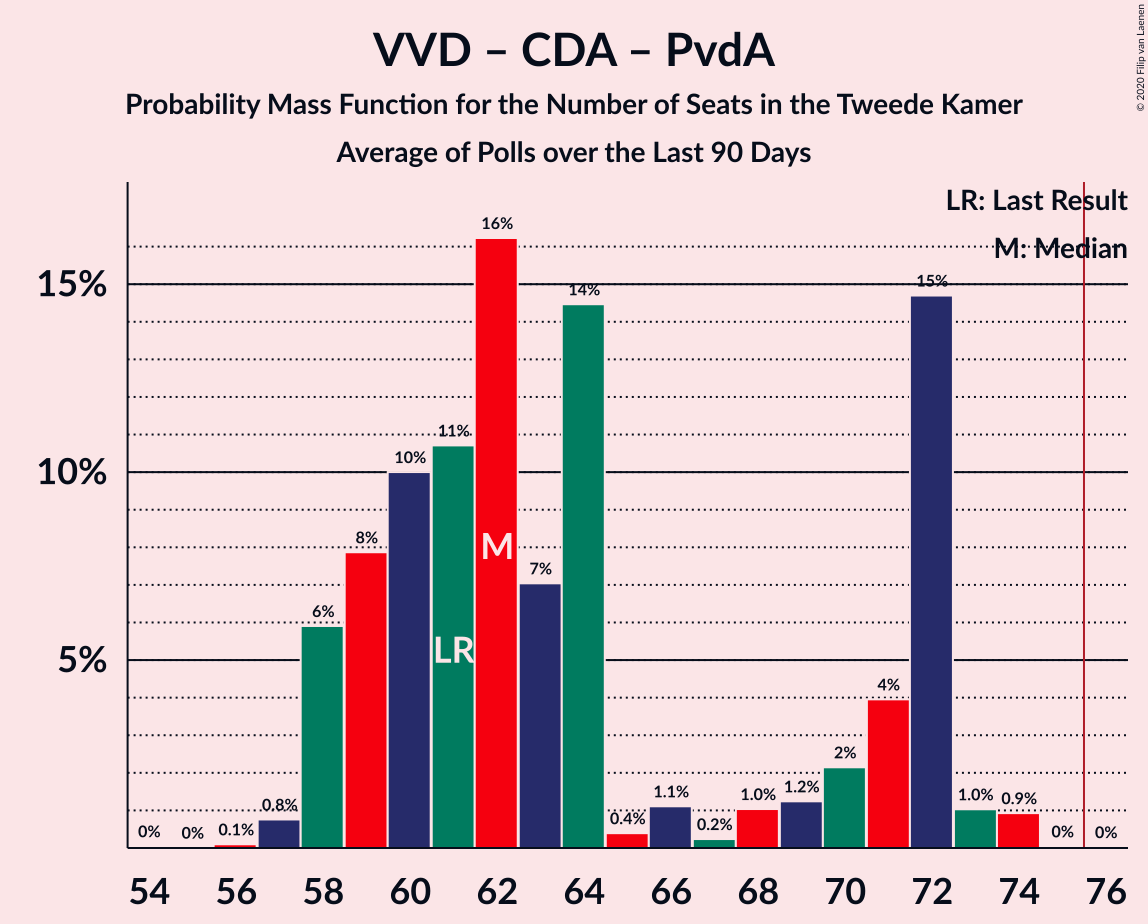 VVD – CDA – PvdA
Probability Mass Function for the Number of Seats in the Tweede Kamer
Average of Polls over the Last 90 Days
© 2020 Filip van Laenen
LR: Last Result
M: Median
15%
10%
5%
0%
0%
0.1%
0.8%
6%
8%
10%
11%
16%
7%
14%
0.4%
1.1%
0.2%
1.0%
1.2%
2%
4%
15%
1.0%
0.9%
0%
0%
LR
M
54 56 58 60 62 64 66 68 70 72 74 76